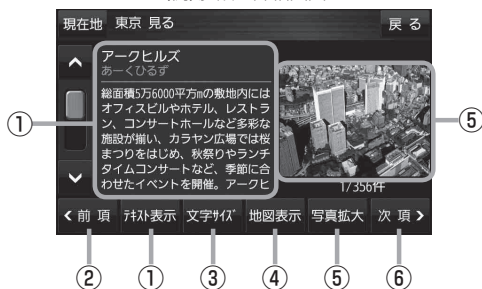 現在地 東京 見る 戻る
アークヒルズ
あーくひるず
総面積5万6000平方mの敷地内には
オフィスビルやホテル、レストラ
ン、コンサートホールなど多彩な
施設が揃い、カラヤン広場では桜
まつりをはじめ、秋祭りやランチ
タイムコンサートなど、季節に合
わせたイベントを開催。アークヒ
1/356件
① ⑤
前項 ﾃｷｽﾄ表示 文字ｻｲｽﾞ 地図表示 写真拡大 次項
② ① ③ ④ ⑤ ⑥